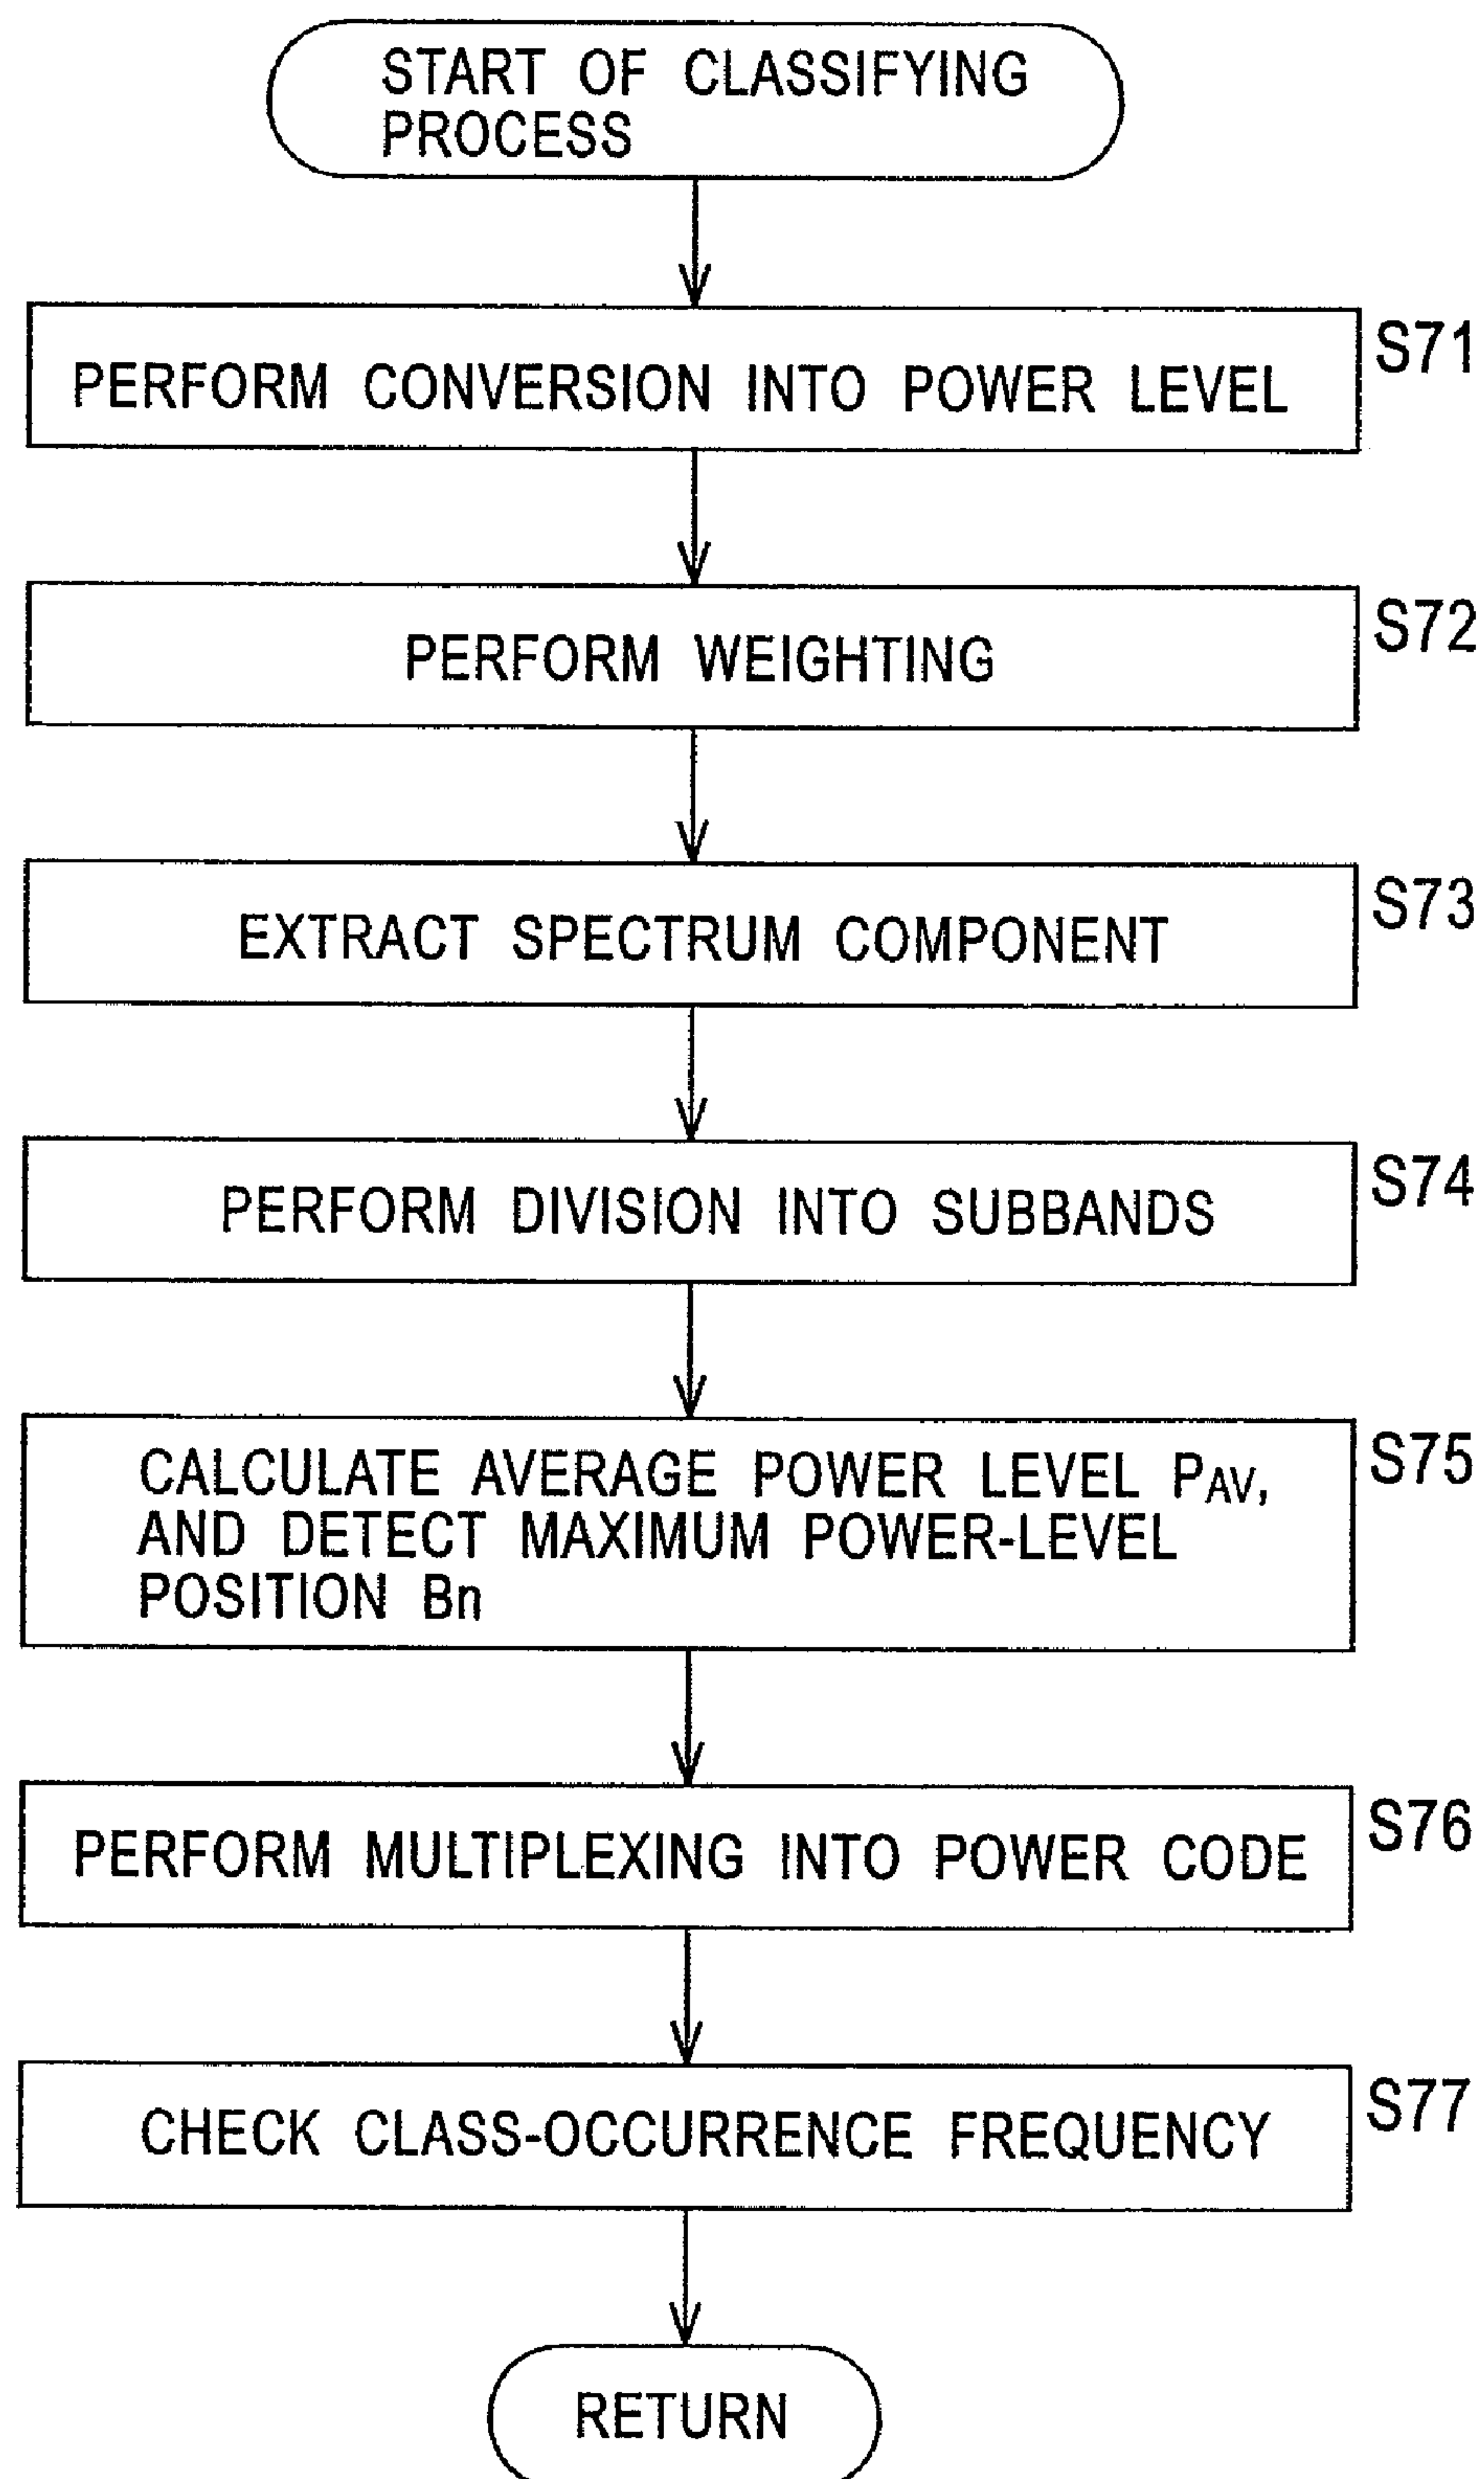 START OF CLASSIFYING
PROCESS
PERFORM CONVERSION INTO POWER LEVEL
S71
PERFORM WEIGHTING
S72
EXTRACT SPECTRUM COMPONENT
S73
PERFORM DIVISION INTO SUBBANDS
S74
CALCULATE AVERAGE POWER LEVEL PAV,
AND DETECT MAXIMUM POWER-LEVEL
POSITION Bn
S75
PERFORM MULTIPLEXING INTO POWER CODE
S76
CHECK CLASS-OCCURRENCE FREQUENCY
S77
RETURN